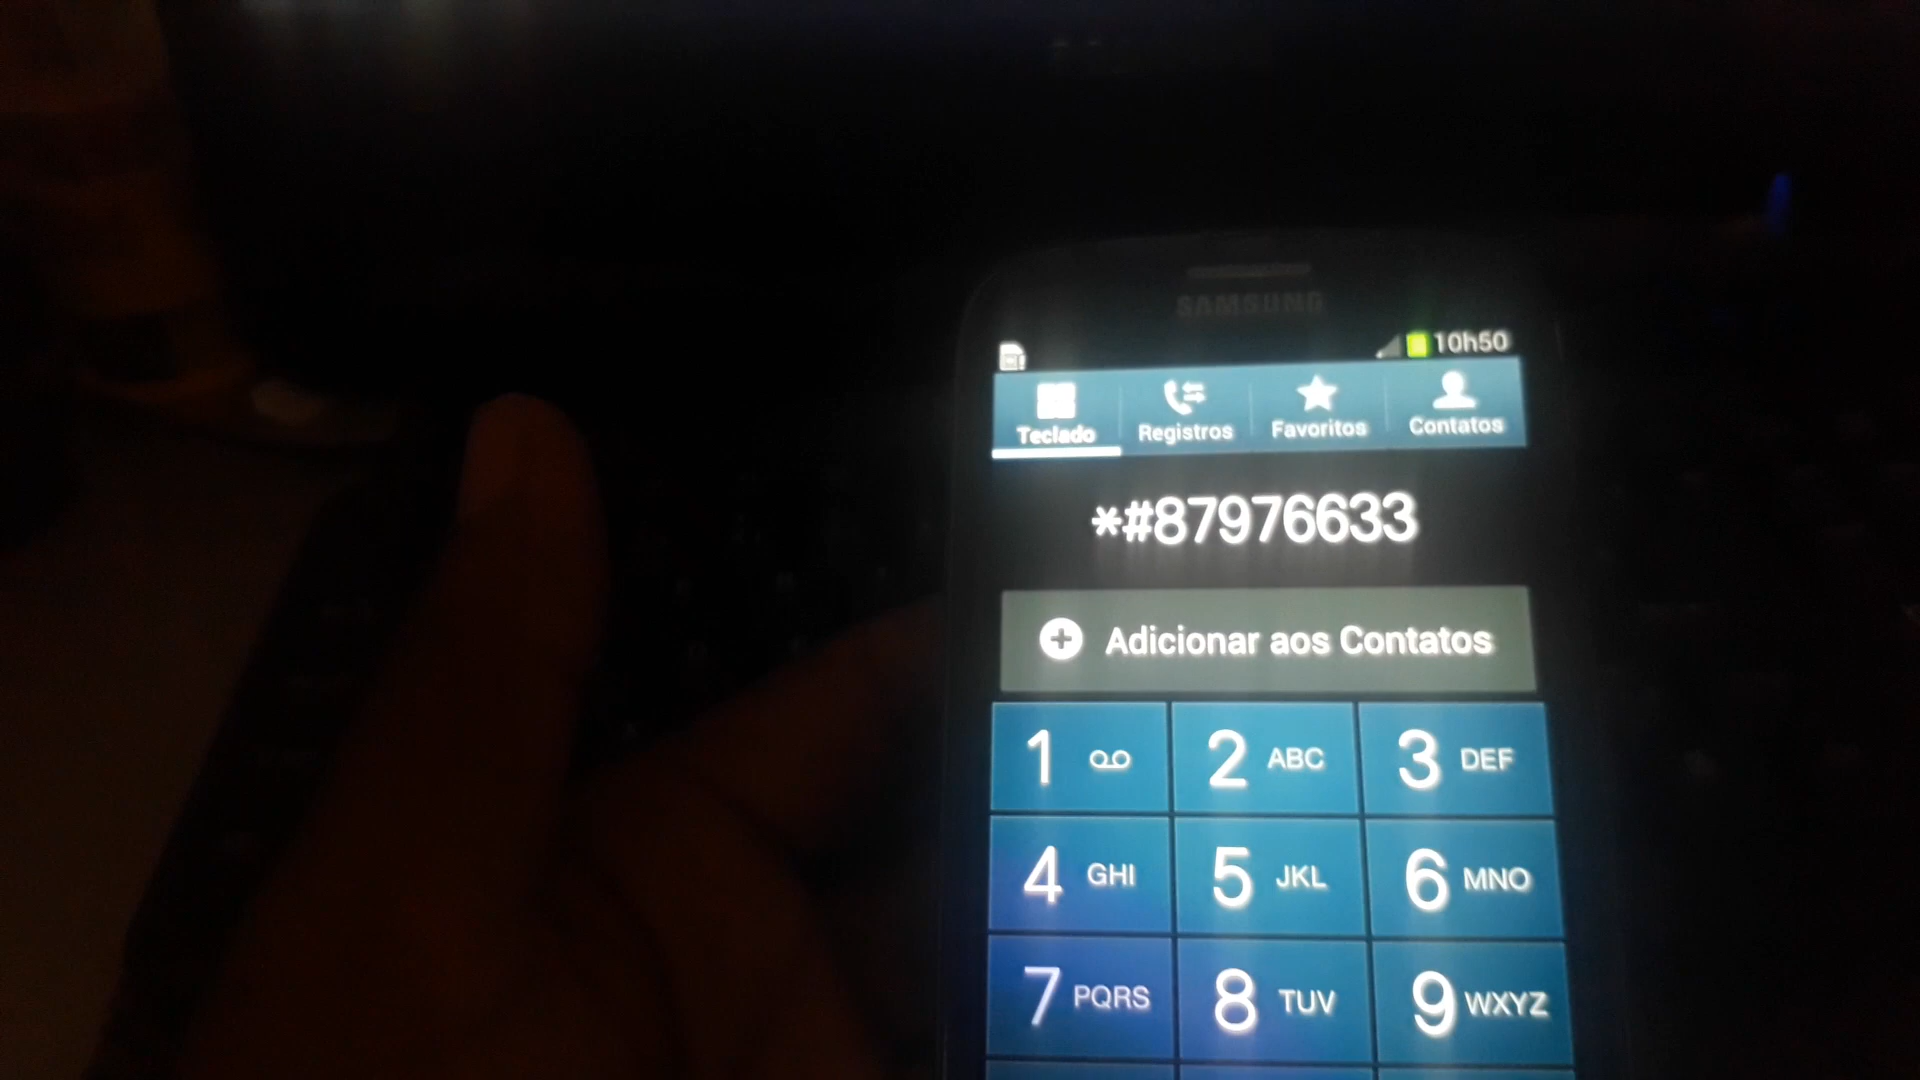 SAMSUNG
10h50
Teclado Registros Favoritos Contatos
*#87976633
Adicionar aos Contatos
1 2 ABC 3 DEF
4 GHI 5 JKL 6 MNO
7 PQRS 8 TUV 9 WXYZ